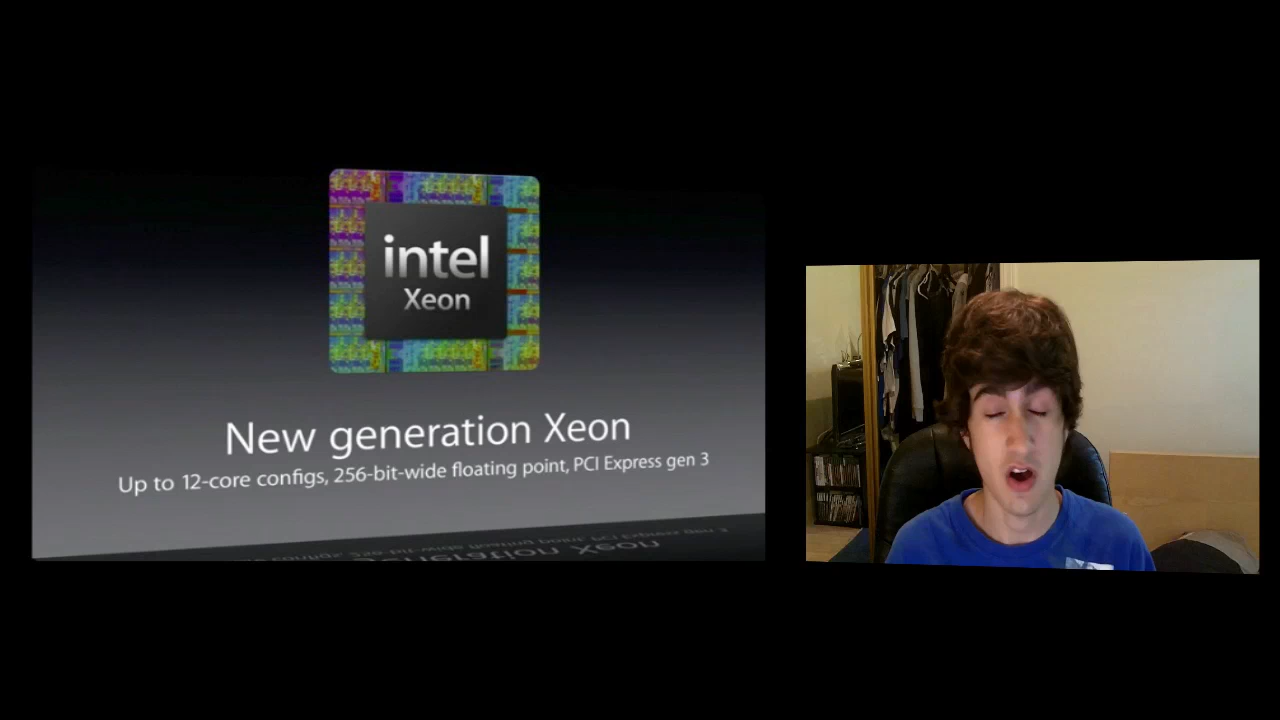 intel
Xeon
New generation Xeon
Up to 12-core configs, 256-bit-wide floating point, PCI Express gen 3